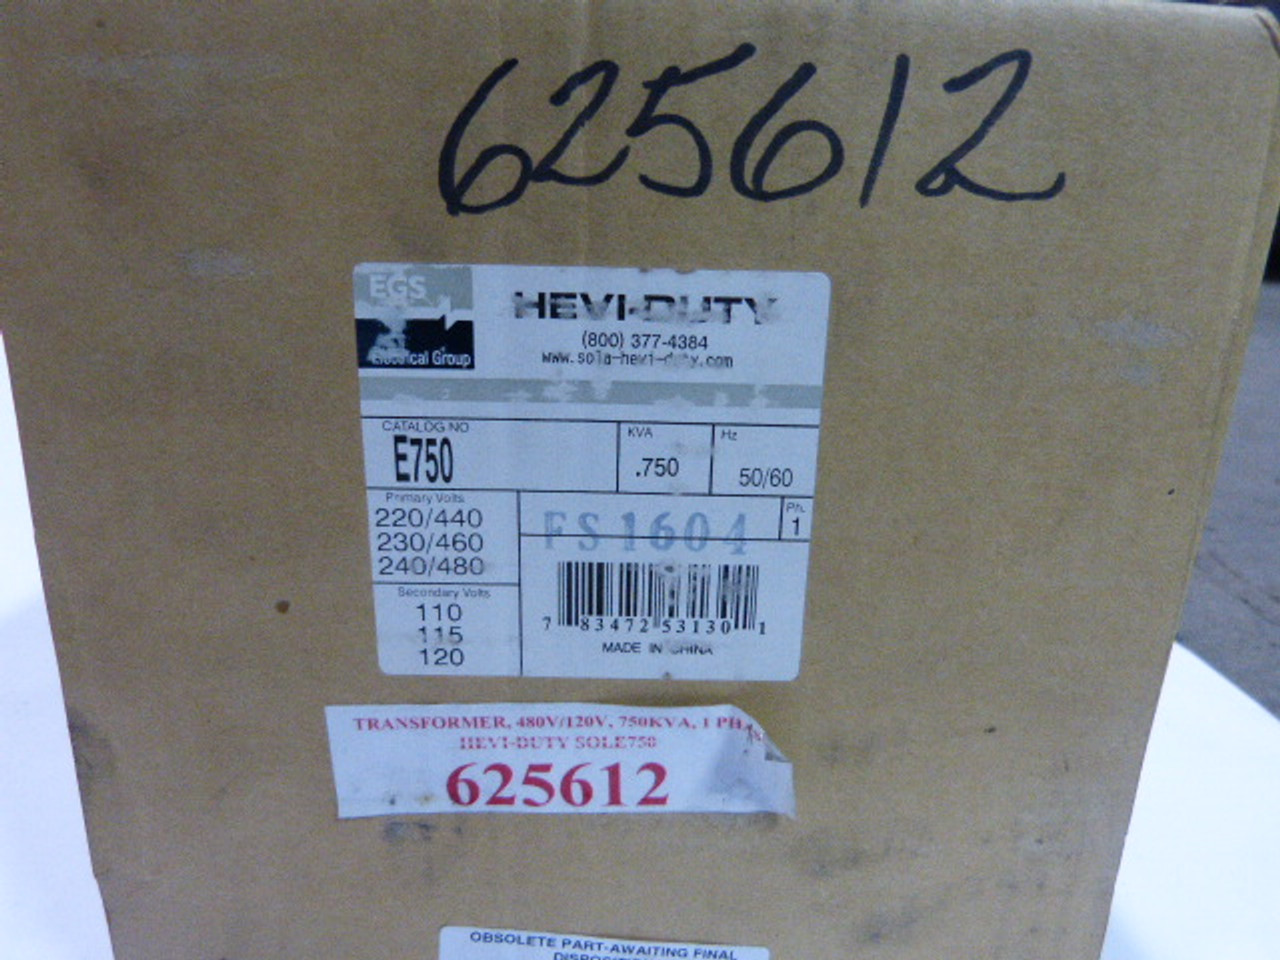 625612
EGS
Electrical Group
HEVI-DUTY
(800) 377-4384
www.sola-hevi-duty.com
CATALOG NO
E750
KVA
.750
Hz
50/60
Primary Volts
220/440
230/460
240/480
FS1604
Ph.
1
Secondary Volts
110
115
120
7 83472 53130 1
MADE IN CHINA
TRANSFORMER, 480V/120V, 750KVA, 1 PH,
HEVI-DUTY SOLE750
625612
OBSOLETE PART-AWAITING FINAL